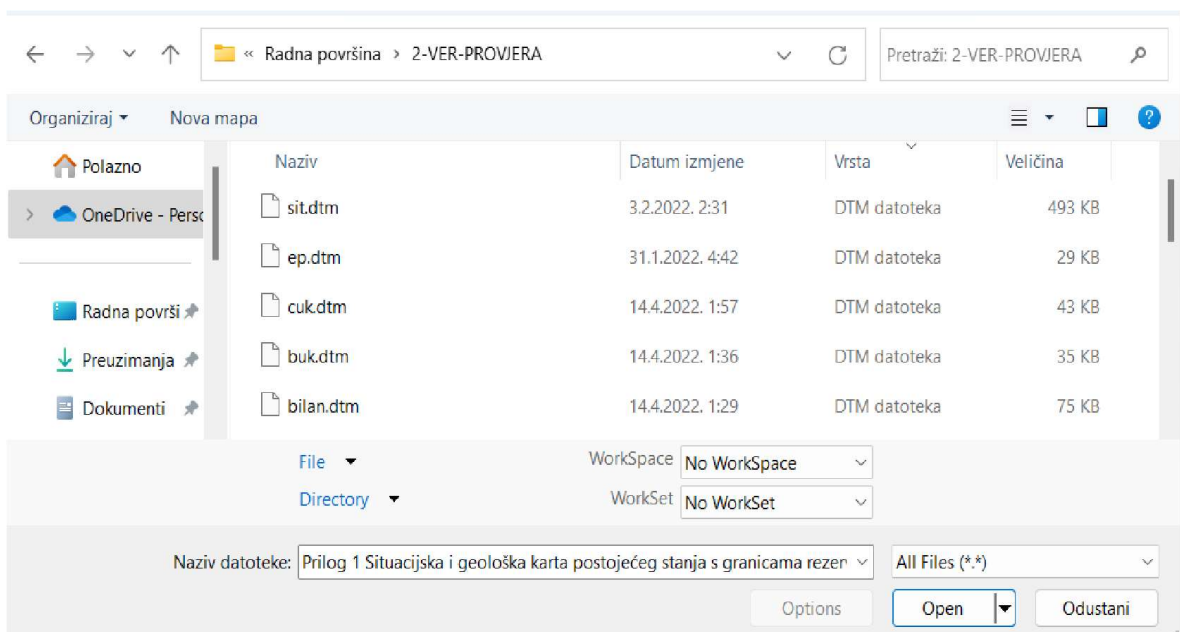 « Radna površina > 2-VER-PROVJERA
Pretraži: 2-VER-PROVJERA
Organiziraj
Nova mapa
Polazno
OneDrive - Perso
Radna površi
Preuzimanja
Dokumenti
Naziv Datum izmjene Vrsta Veličina
sit.dtm 3.2.2022. 2:31 DTM datoteka 493 KB
ep.dtm 31.1.2022. 4:42 DTM datoteka 29 KB
cuk.dtm 14.4.2022. 1:57 DTM datoteka 43 KB
buk.dtm 14.4.2022. 1:36 DTM datoteka 35 KB
bilan.dtm 14.4.2022. 1:29 DTM datoteka 75 KB
File
WorkSpace No WorkSpace
Directory
WorkSet No WorkSet
Naziv datoteke: Prilog 1 Situacijska i geološka karta postojećeg stanja s granicama rezer
All Files (*.*)
Options
Open
Odustani